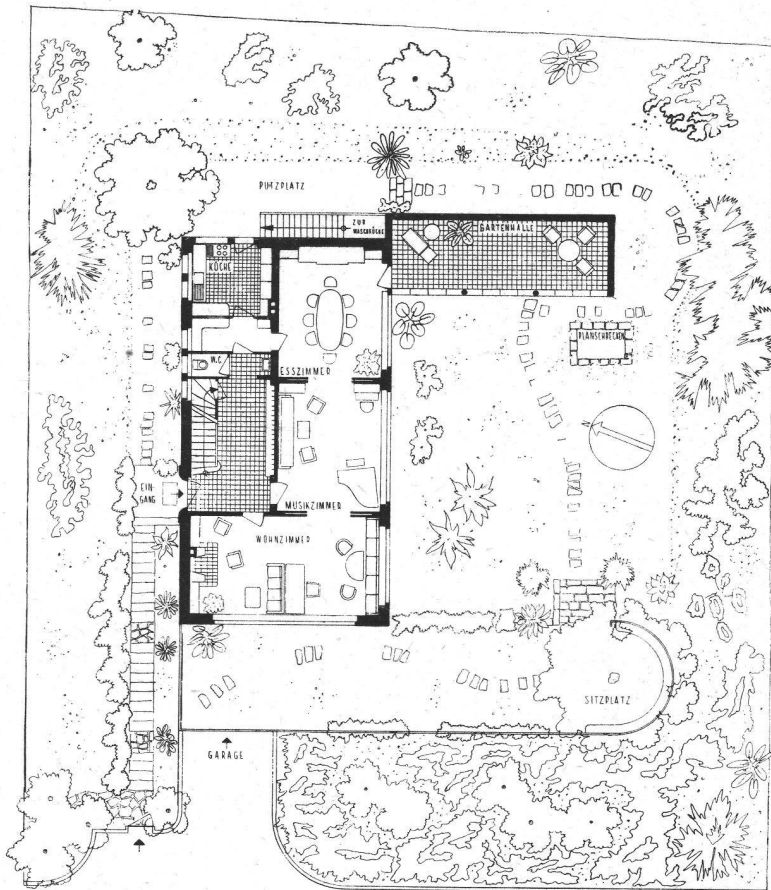 PUTZPLATZ
ZUR
WASCHKÜCHE
GARTENHALLE
KÜCHE
PLANSCHBECKEN
W.C.
ESSZIMMER
N
EIN-
GANG
MUSIKZIMMER
WOHNZIMMER
SITZPLATZ
GARAGE